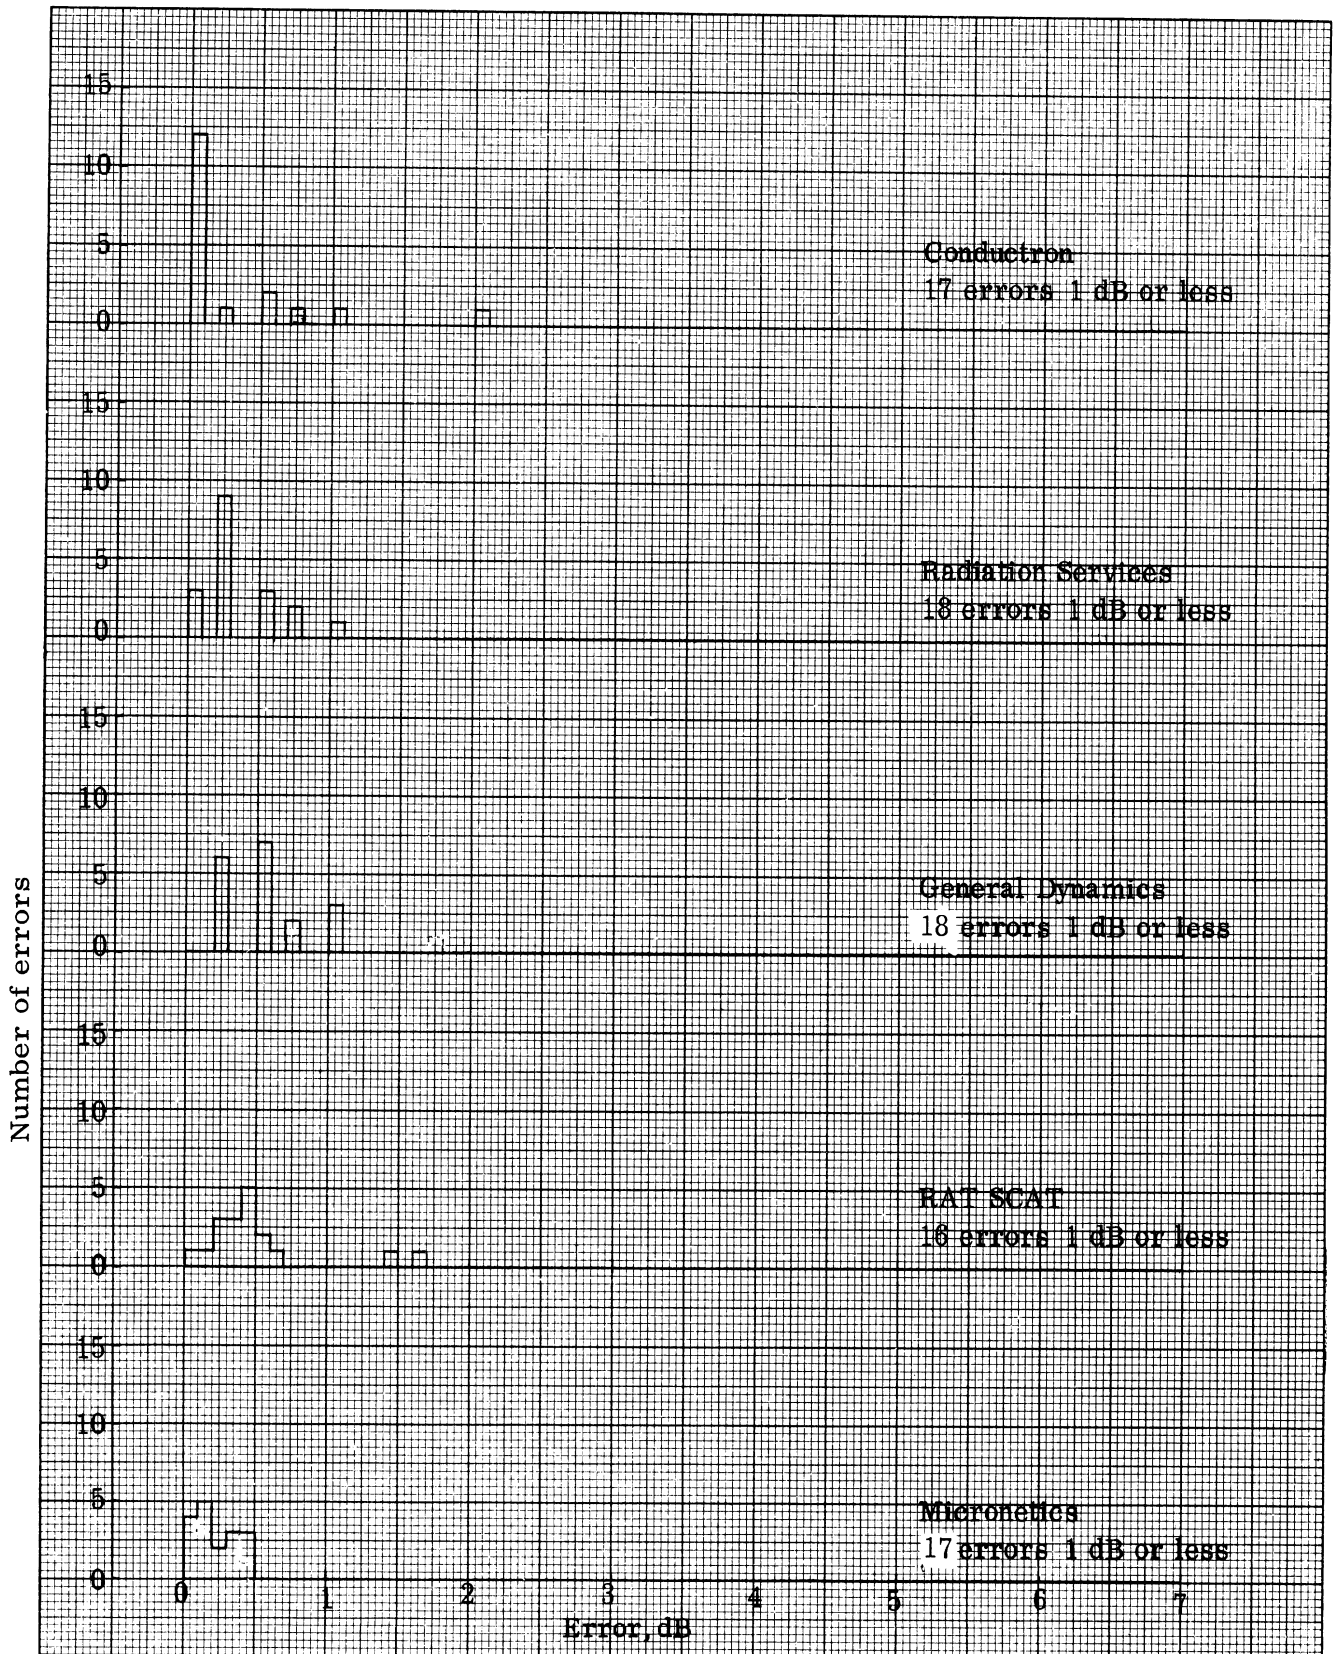 15
10
5
0
Conductron
17 errors 1 dB or less
15
10
5
0
Radiation Services
18 errors 1 dB or less
15
10
5
0
General Dynamics
18 errors 1 dB or less
Number of errors
15
10
5
0
RAT SCAT
16 errors 1 dB or less
15
10
5
0
Micronetics
17 errors 1 dB or less
0 1 2 3 4 5 6 7
Error, dB